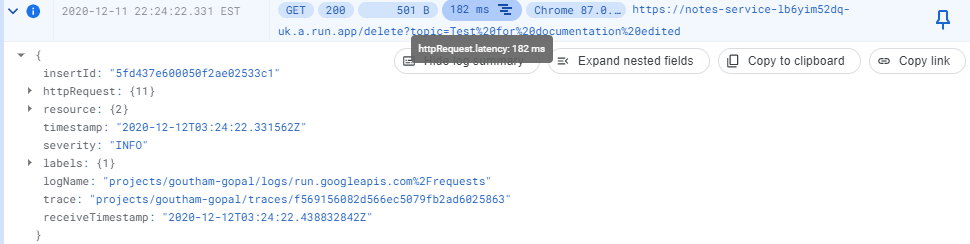 2020-12-11 22:24:22.331 EST GET 200 501 B 182 ms Chrome 87.0.… https://notes-service-lb6yim52dq-
uk.a.run.app/delete?topic=Test%20for%20documentation%20edited
httpRequest.latency: 182 ms
Hide log summary Expand nested fields Copy to clipboard Copy link
{
insertId: "5fd437e600050f2ae02533c1"
httpRequest: {11}
resource: {2}
timestamp: "2020-12-12T03:24:22.331562Z"
severity: "INFO"
labels: {1}
logName: "projects/goutham-gopal/logs/run.googleapis.com%2Frequests"
trace: "projects/goutham-gopal/traces/f569156082d566ec5079fb2ad6025863"
receiveTimestamp: "2020-12-12T03:24:22.438832842Z"
}